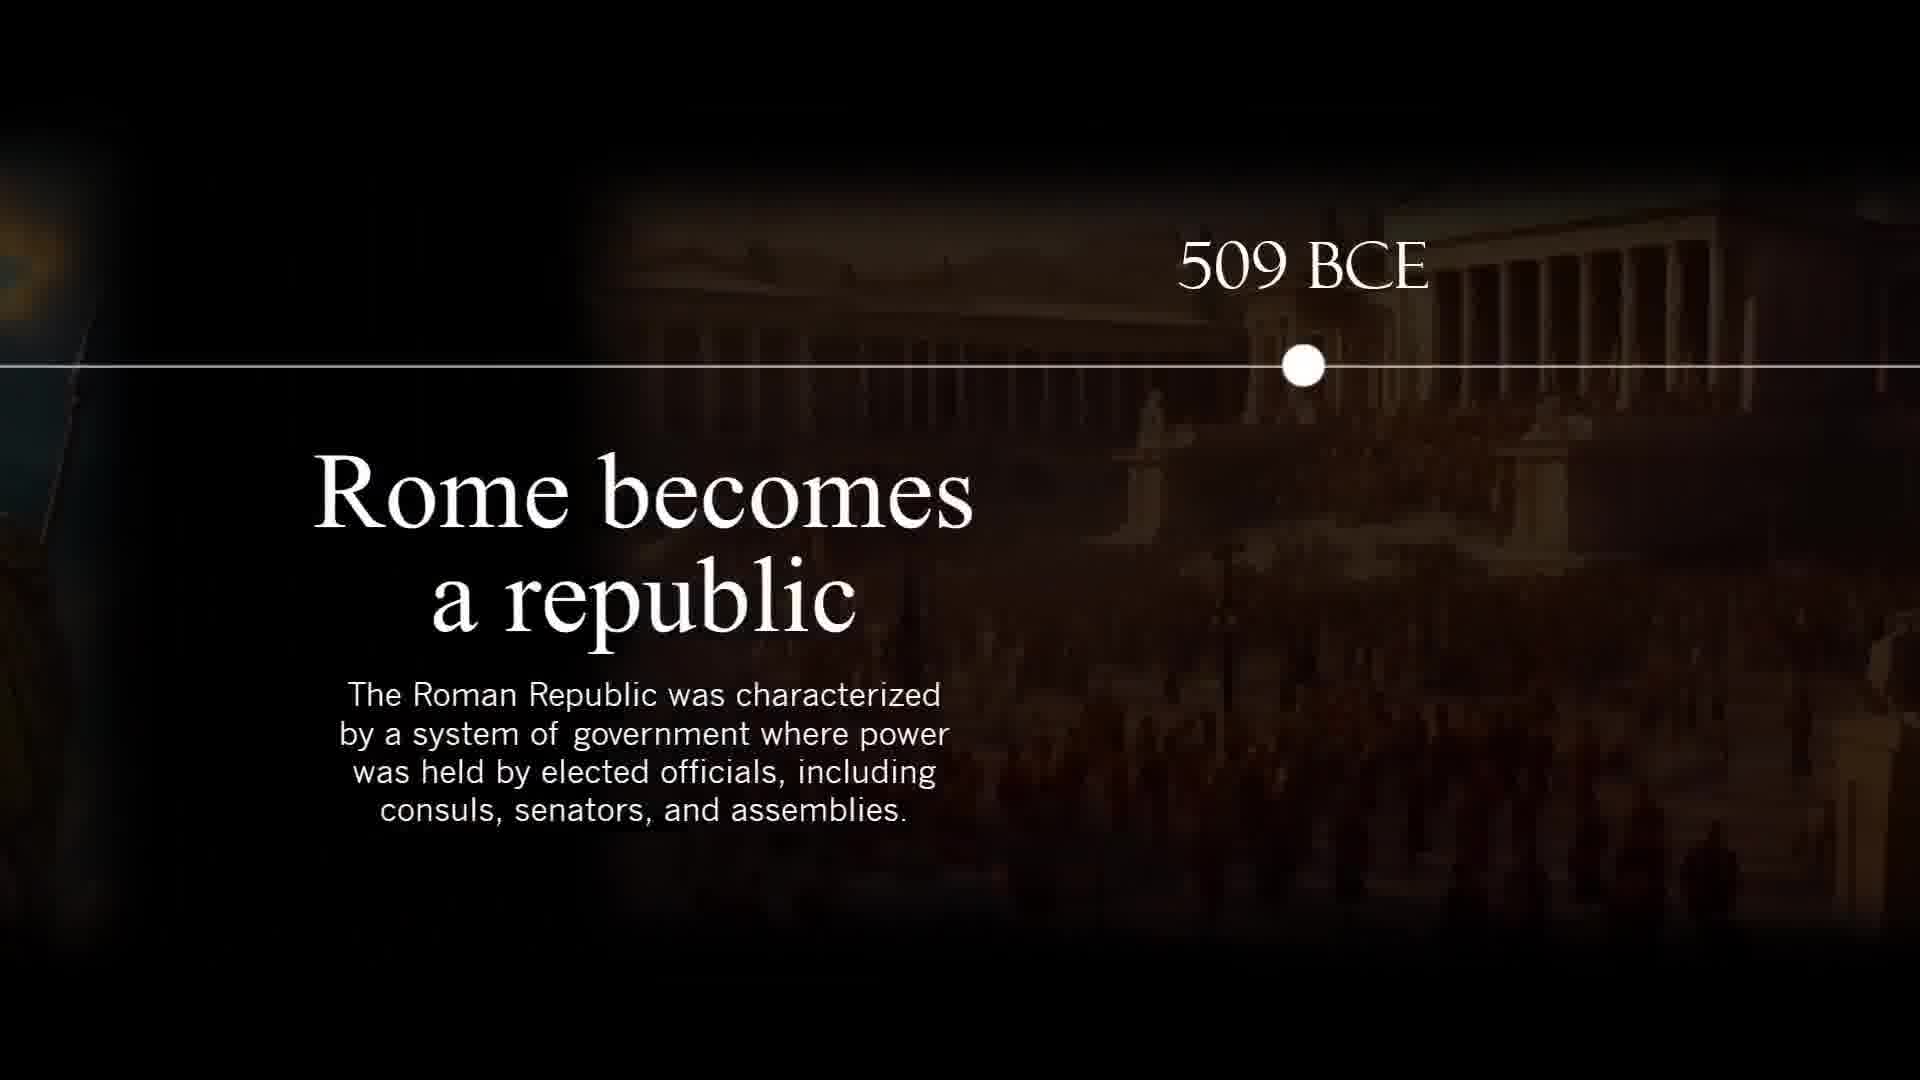 509 BCE
Rome becomes
a republic
The Roman Republic was characterized
by a system of government where power
was held by elected officials, including
consuls, senators, and assemblies.